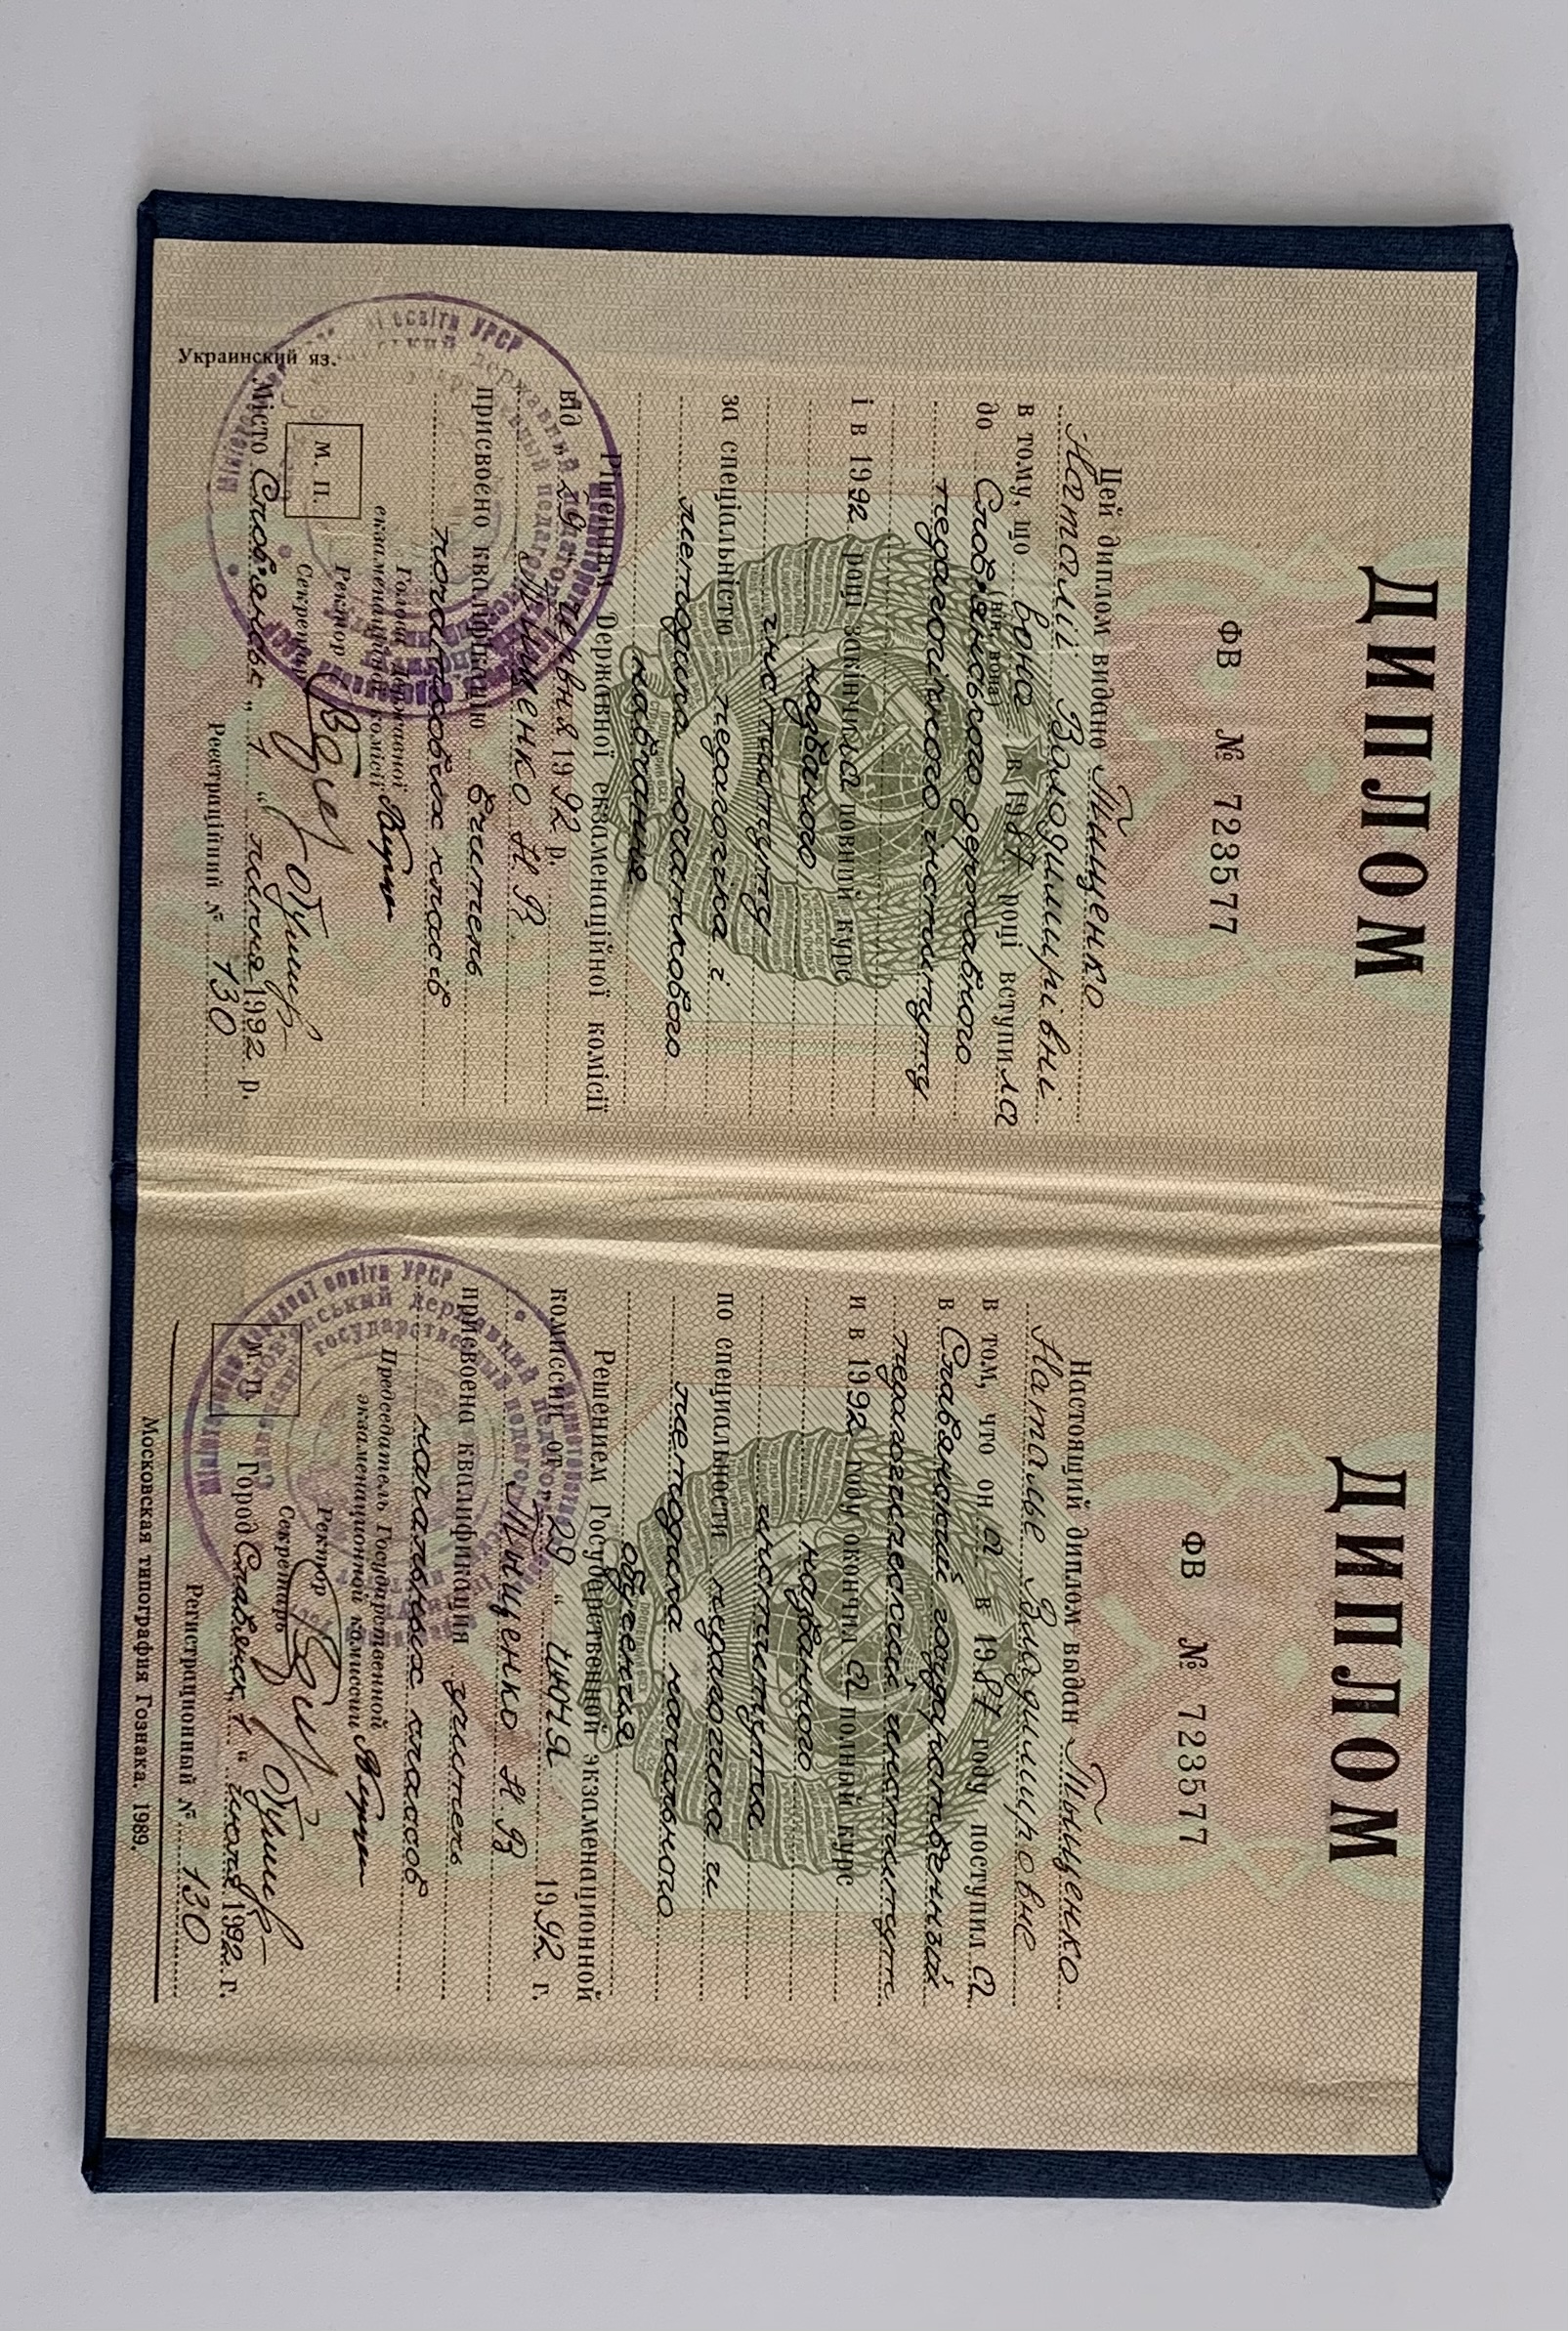 ДИПЛОМ
ФВ № 723577
Цей диплом видано Тищенко
Наталії Володимирівні
в тому, що вона в 1987 році вступила
(він, вона)
до Слов'янського державного
педагогічного інституту
і в 1992 році закінчила повний курс
названого
інституту
за спеціальністю педагогіка і
методика початкового
навчання
Рішенням Державної екзаменаційної комісії
від „29" червня 1992 р.
Тищенко Н. В.
присвоєно кваліфікацію вчитель
початкових класів
Голова Державної
екзаменаційної комісії
Ректор
Секретар
М. П.
Місто Слов'янськ „1" липня 1992 р.
Реєстраційний № 130
Украинский яз.
ДИПЛОМ
ФВ № 723577
Настоящий диплом выдан Тыщенко
Наталье Владимировне
в том, что она в 1987 году поступила
в Славянский государственный
педагогический институт
и в 1992 году окончила полный курс
названного
института
по специальности педагогика и
методика начального
обучения
Решением Государственной экзаменационной
комиссии от „29" июня 1992 г.
Тыщенко Н. В.
присвоена квалификация учитель
начальных классов
Председатель Государственной
экзаменационной комиссии
Ректор
Секретарь
М. П.
Город Славянск „1" июля 1992 г.
Регистрационный № 130
Московская типография Гознака. 1989.